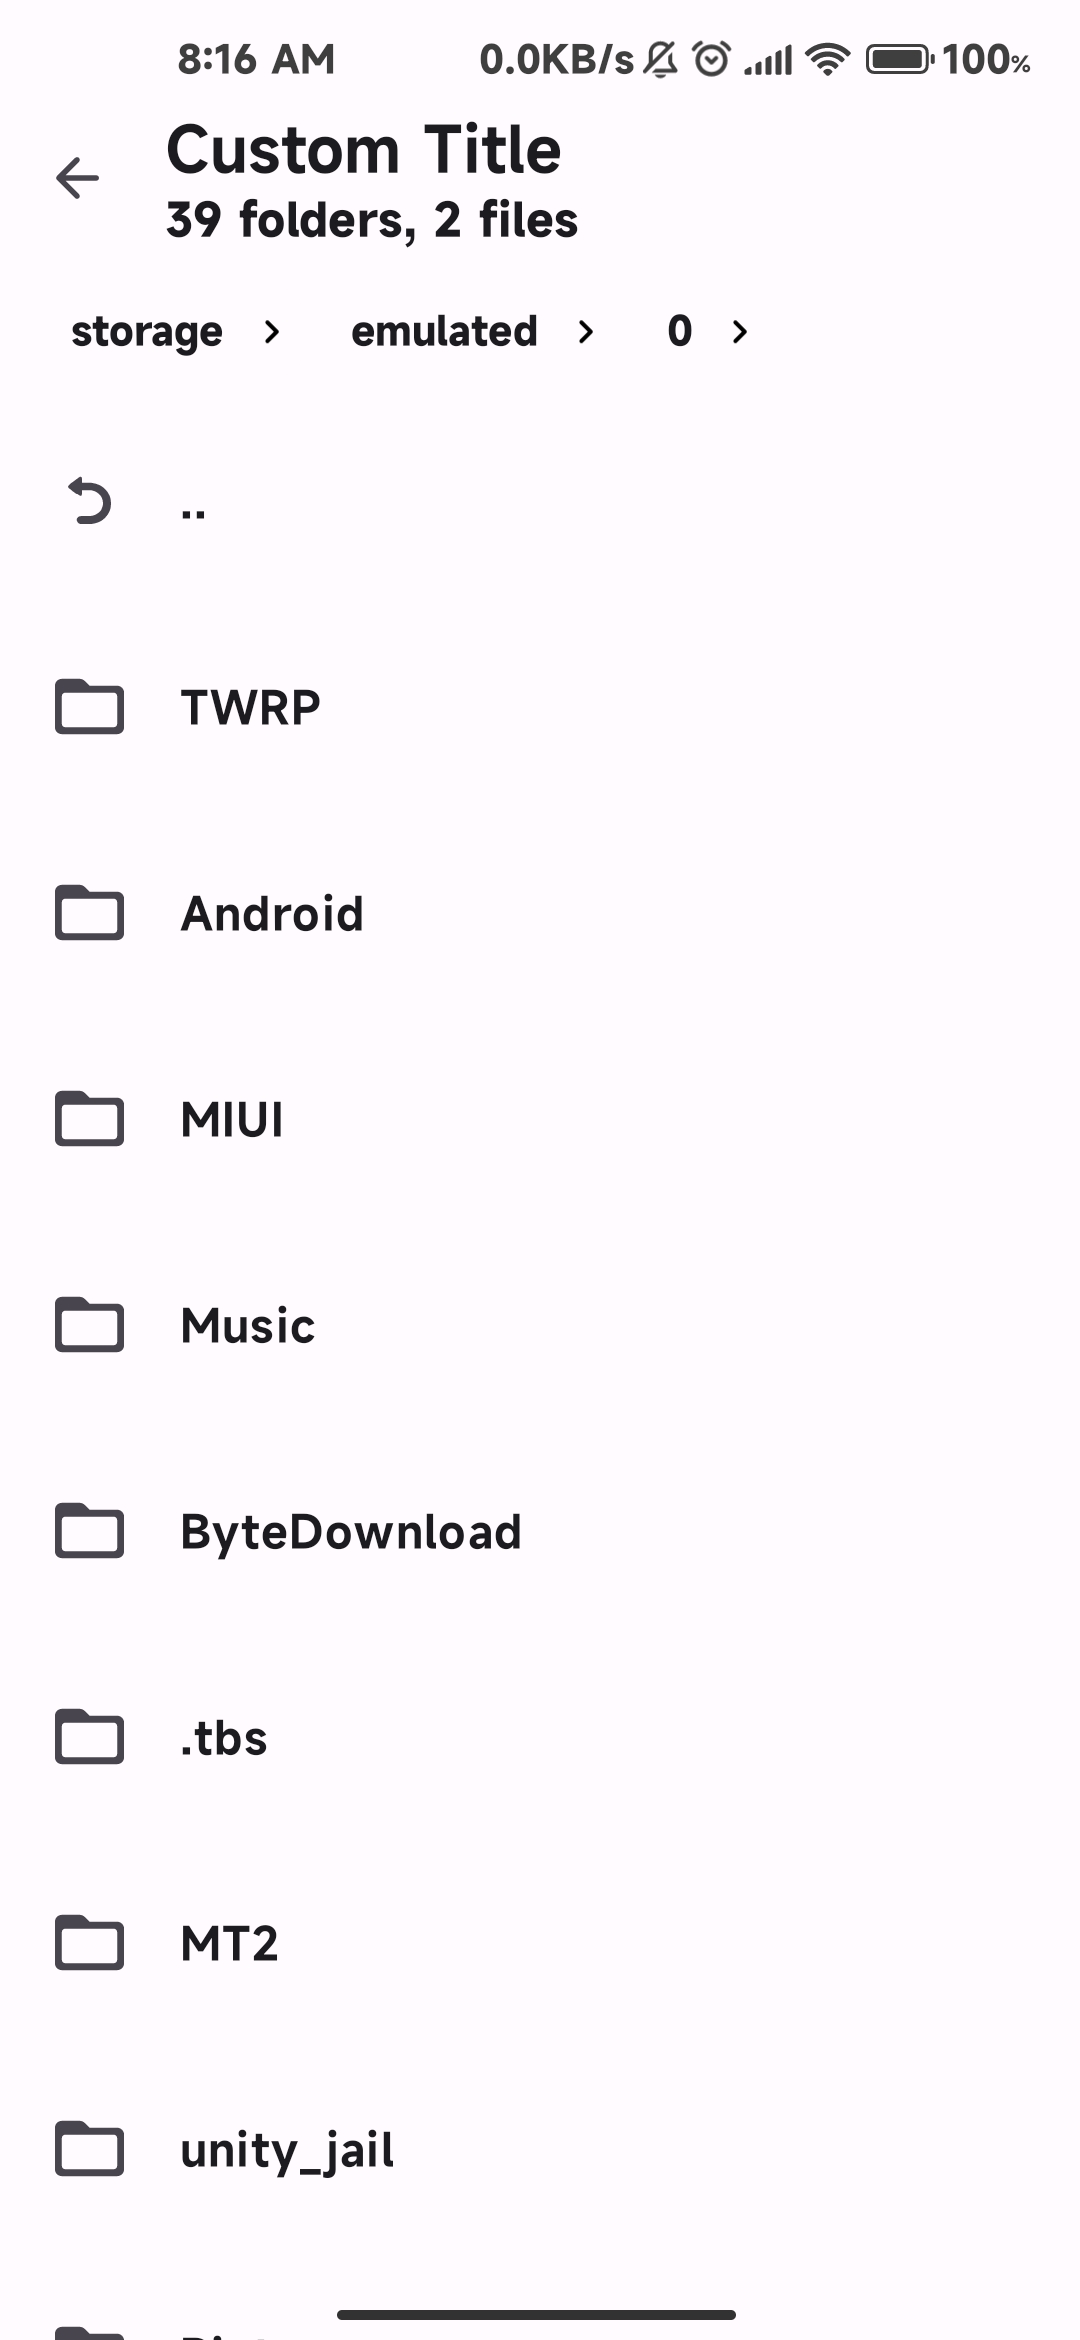 8:16 AM 0.0KB/s 100%
Custom Title
39 folders, 2 files
storage > emulated > 0 >
..
TWRP
Android
MIUI
Music
ByteDownload
.tbs
MT2
unity_jail